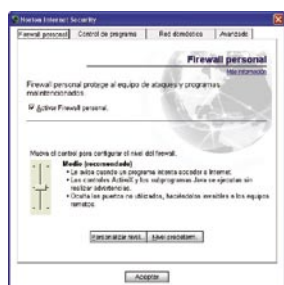 Norton Internet Security
Firewall personal Control de programa Red doméstica Avanzado
Firewall personal
Más información
Firewall personal protege al equipo de ataques y programas
malintencionados.
Activar Firewall personal.
Mueva el control para configurar el nivel del firewall.
Medio (recomendado)
• Le avisa cuando un programa intenta acceder a Internet.
• Los controles ActiveX y los subprogramas Java se ejecutan sin
realizar advertencias.
• Oculta los puertos no utilizados, haciéndolos invisibles a los equipos
remotos.
Personalizar nivel... Nivel predeterm.
Aceptar